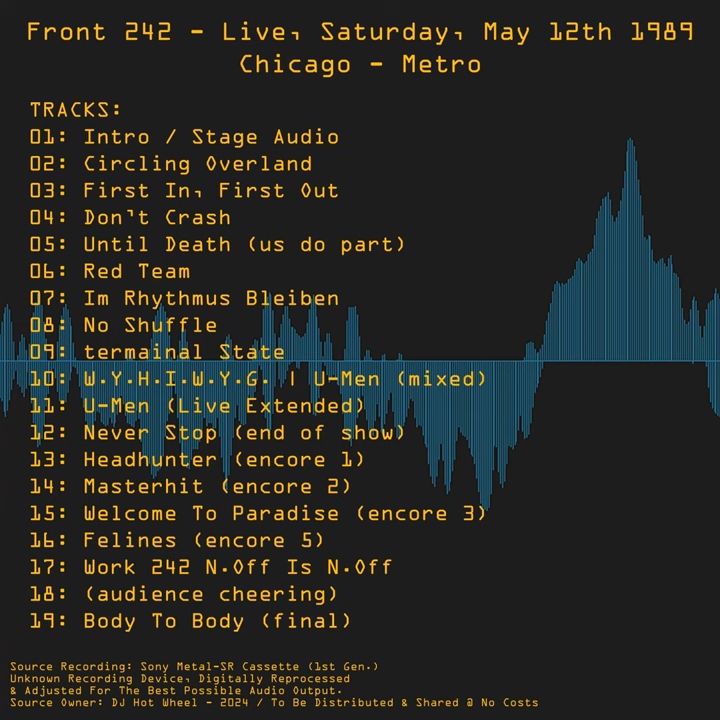 Front 242 - Live, Saturday, May 12th 1989
Chicago - Metro
TRACKS:
01: Intro / Stage Audio
02: Circling Overland
03: First In, First Out
04: Don't Crash
05: Until Death (us do part)
06: Red Team
07: Im Rhythmus Bleiben
08: No Shuffle
09: termainal State
10: W.Y.H.I.W.Y.G. | U-Men (mixed)
11: U-Men (Live Extended)
12: Never Stop (end of show)
13: Headhunter (encore 1)
14: Masterhit (encore 2)
15: Welcome To Paradise (encore 3)
16: Felines (encore 5)
17: Work 242 N.Off Is N.Off
18: (audience cheering)
19: Body To Body (final)
Source Recording: Sony Metal-SR Cassette (1st Gen.)
Unknown Recording Device, Digitally Reprocessed
& Adjusted For The Best Possible Audio Output.
Source Owner: DJ Hot Wheel - 2024 / To Be Distributed & Shared @ No Costs